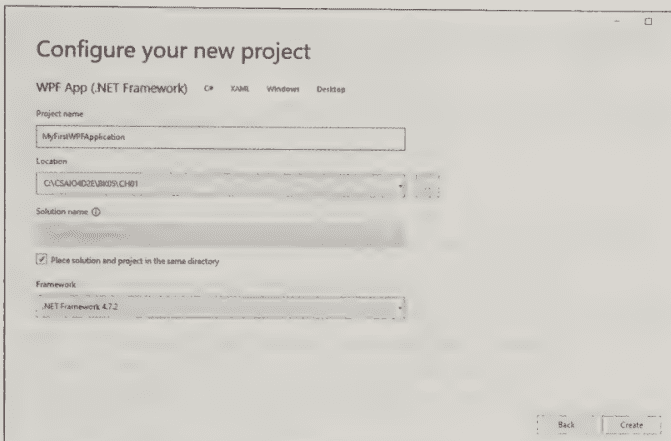 Configure your new project
WPF App (.NET Framework) C# XAML Windows Desktop
Project name
MyFirstWPFApplication
Location
C:\CSAIO4D2E\BK05\CH01
Solution name
Place solution and project in the same directory
Framework
.NET Framework 4.7.2
Back Create